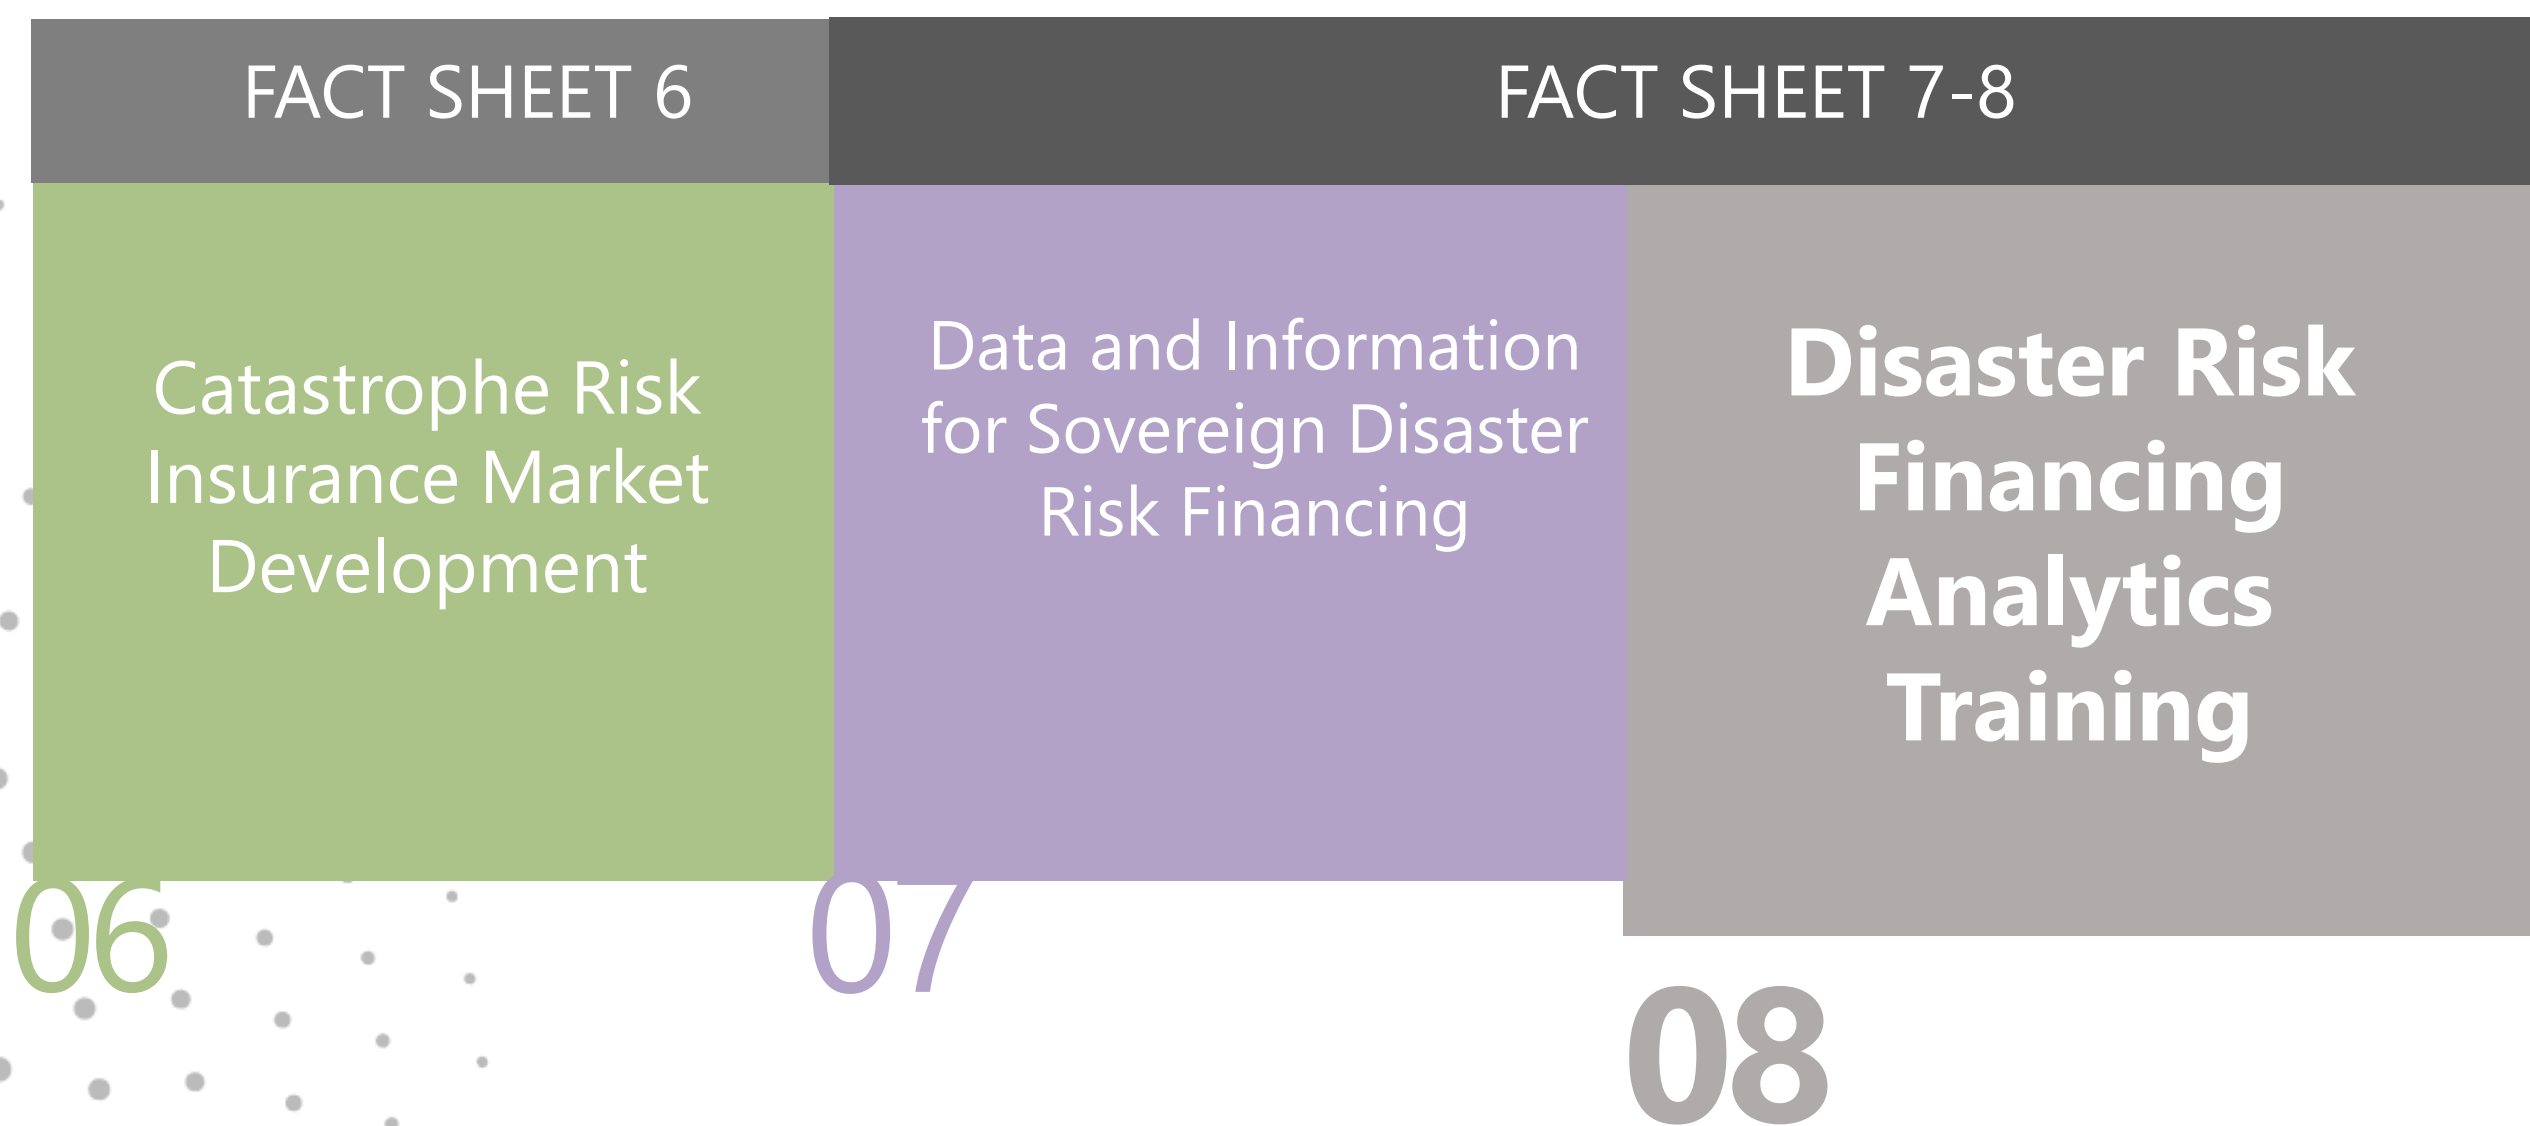 FACT SHEET 6
FACT SHEET 7-8
Catastrophe Risk
Insurance Market
Development
Data and Information
for Sovereign Disaster
Risk Financing
Disaster Risk
Financing
Analytics
Training
06
07
08